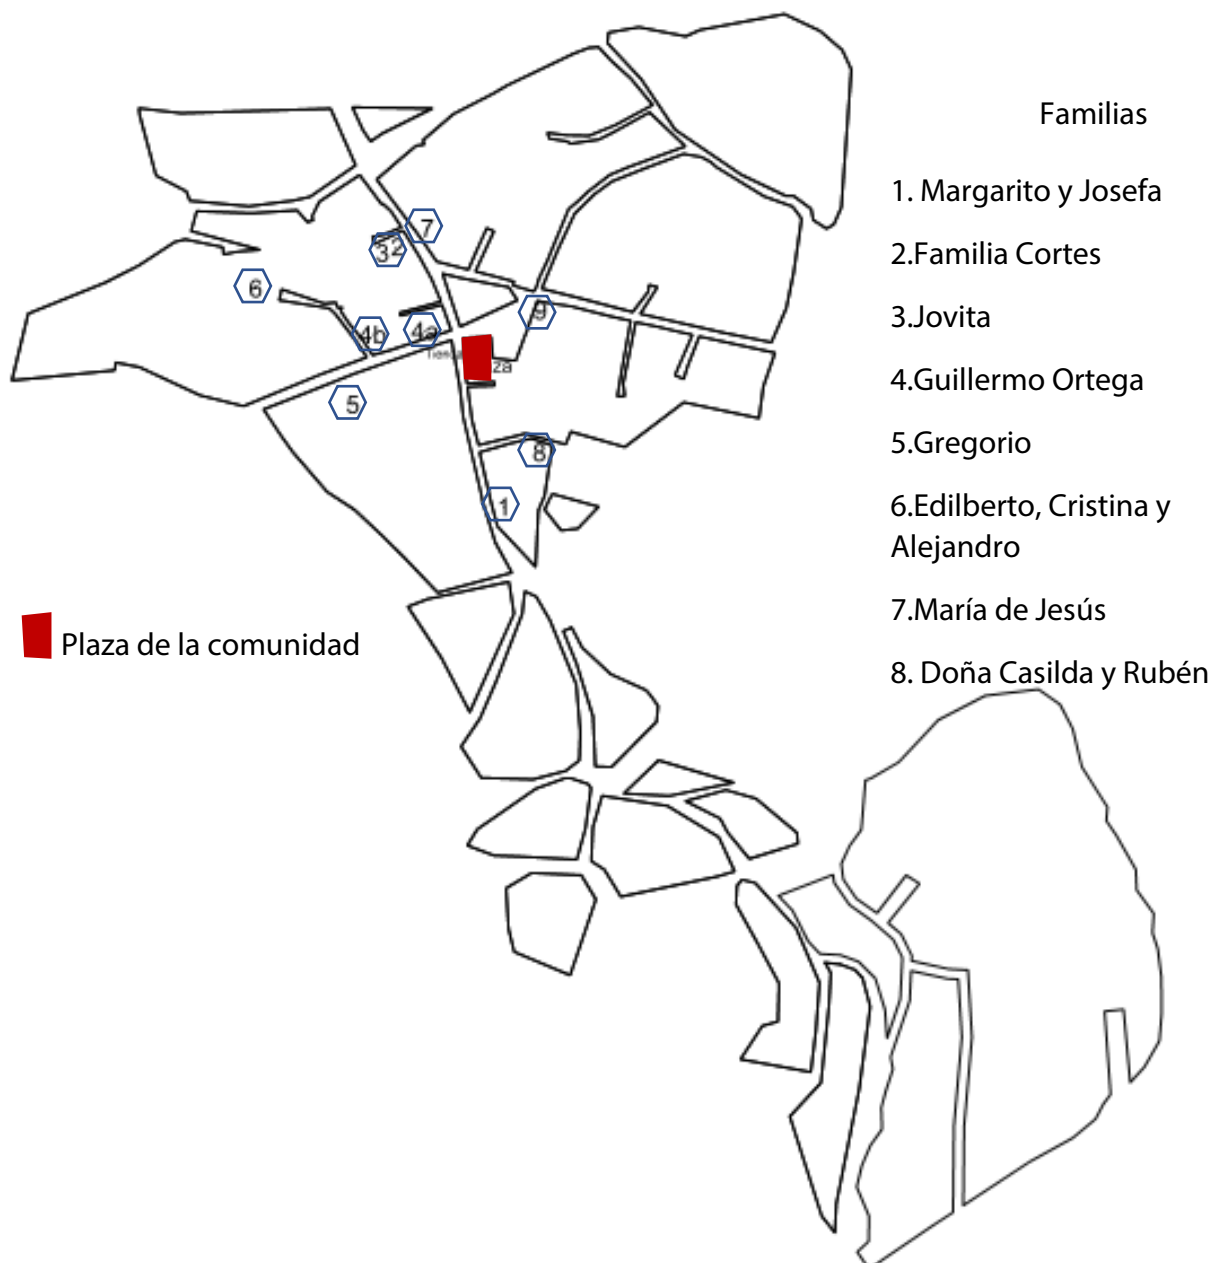 Familias
1. Margarito y Josefa
2.Familia Cortes
3.Jovita
4.Guillermo Ortega
5.Gregorio
6.Edilberto, Cristina y
Alejandro
7.María de Jesús
8. Doña Casilda y Rubén
7
3
2
6
9
4b
4a
5
8
1
Plaza de la comunidad